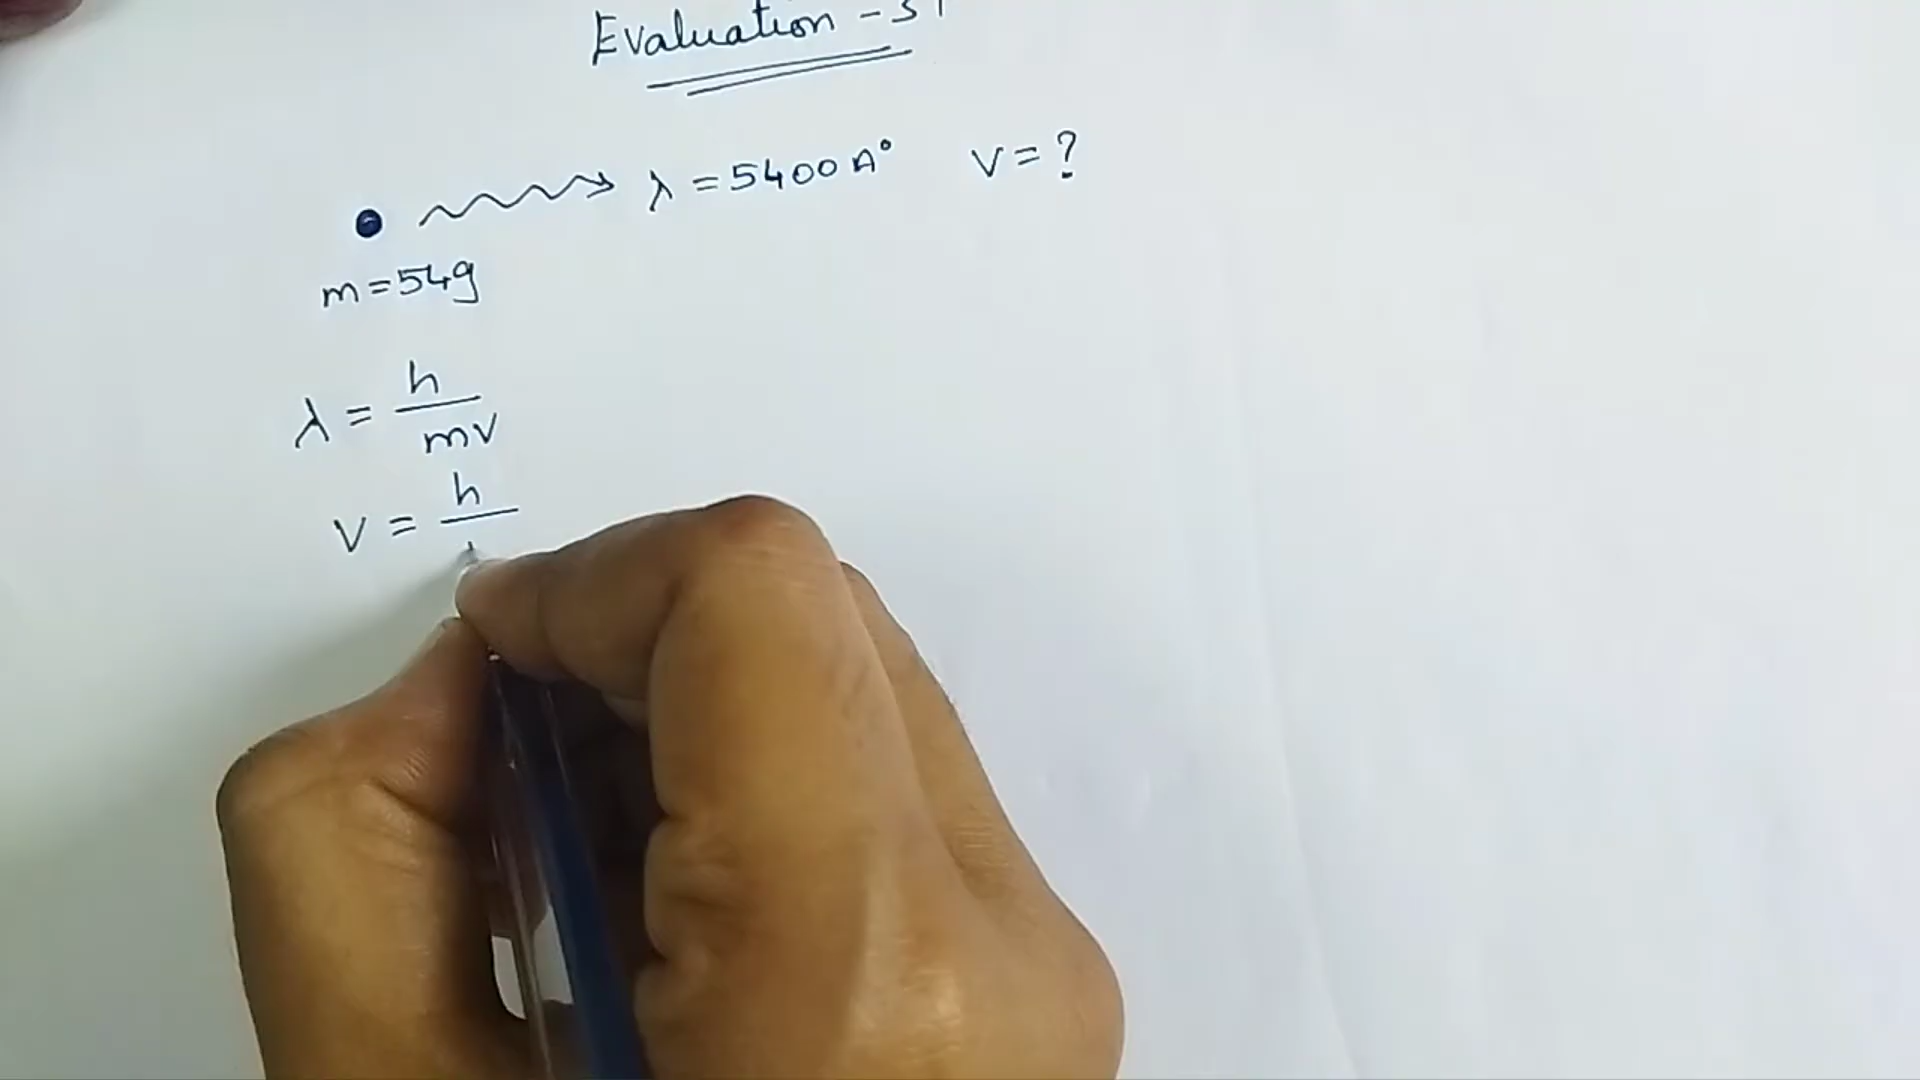 Evaluation -
λ = 5400 A° V = ?
m = 54g
λ = h/mv
V = h/